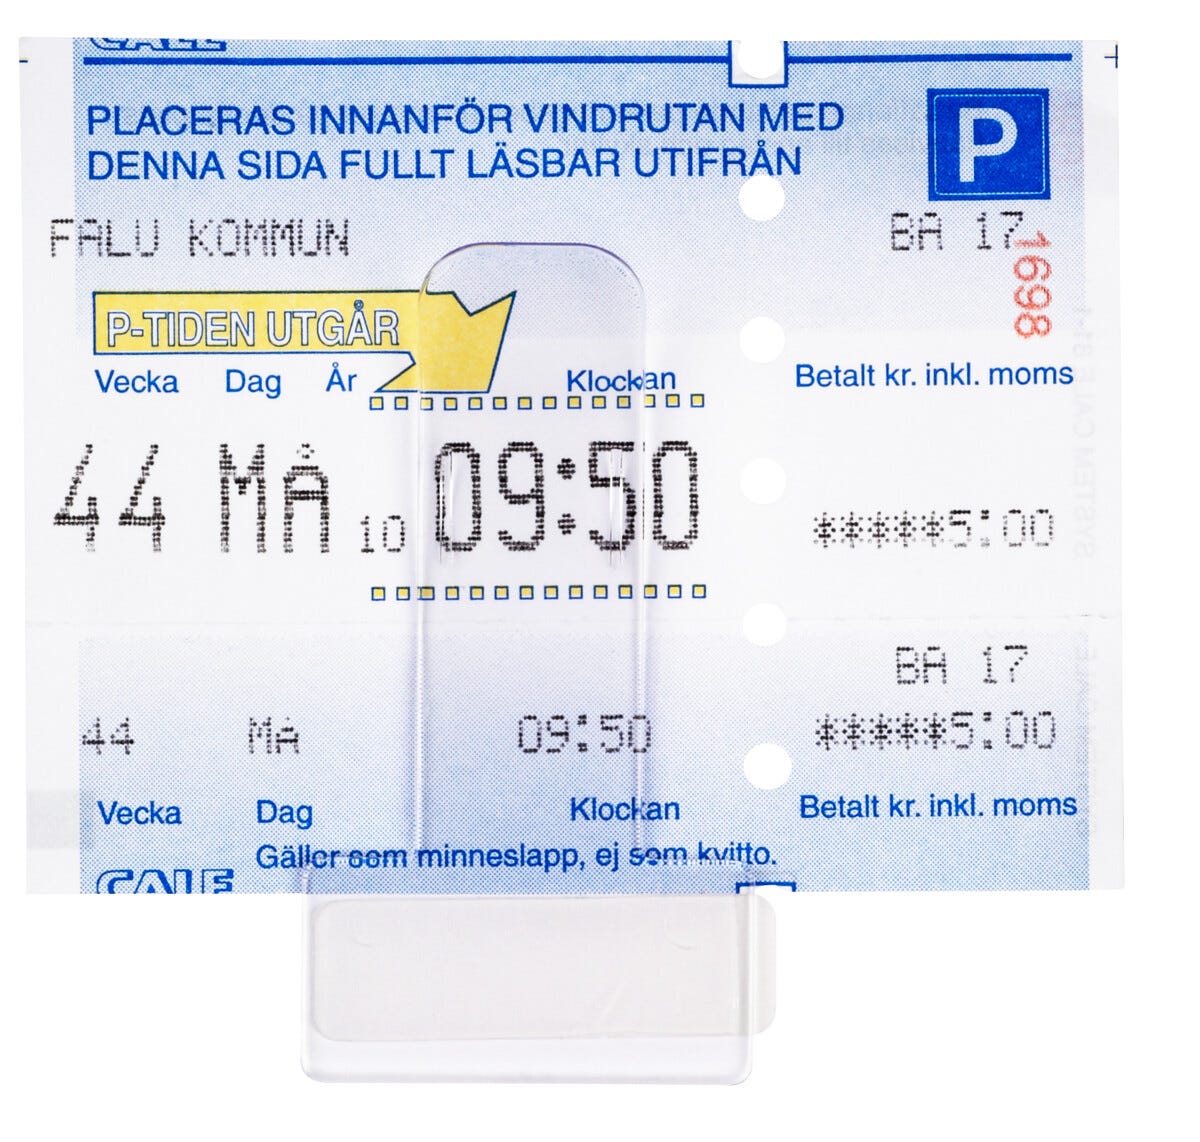 CALE
PLACERAS INNANFÖR VINDRUTAN MED
DENNA SIDA FULLT LÄSBAR UTIFRÅN
P
FALU KOMMUN BA 17
1698
P-TIDEN UTGÅR
Vecka Dag År Klockan Betalt kr. inkl. moms
44 MÅ 10 09:50 *****5:00
BA 17
44 MÅ 09:50 *****5:00
Vecka Dag Klockan Betalt kr. inkl. moms
Gäller som minneslapp, ej som kvitto.
CALE